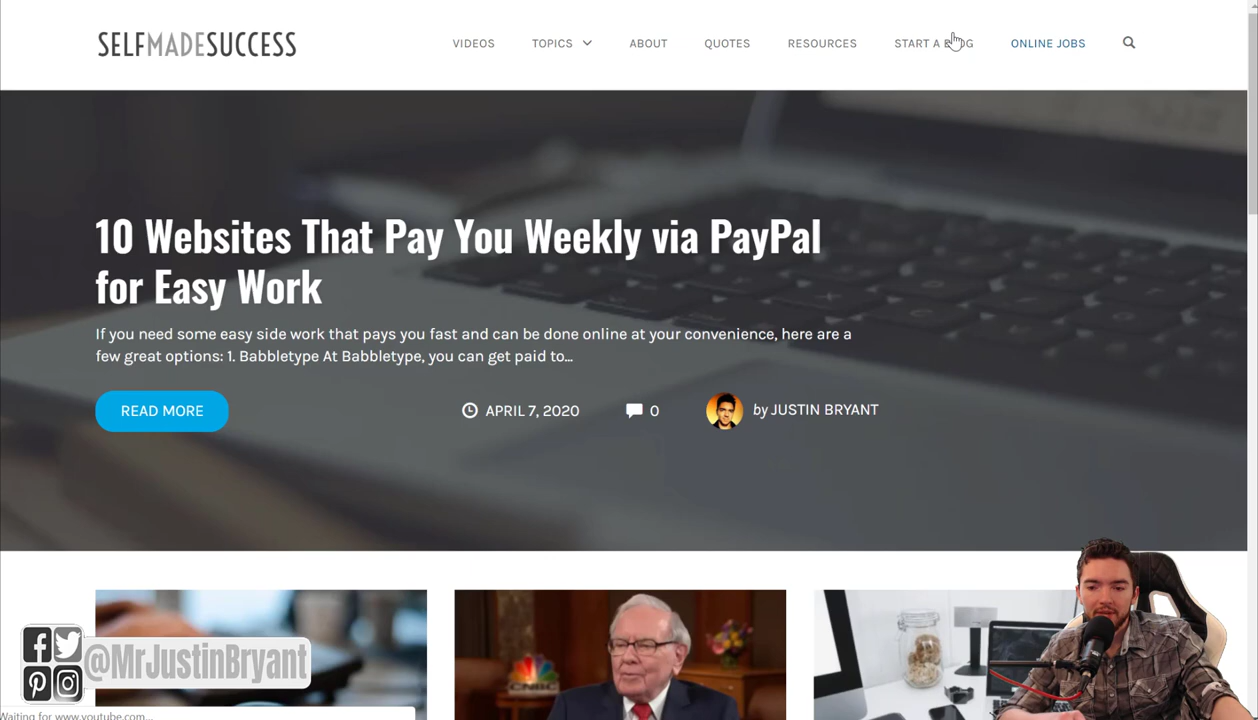 SELFMADESUCCESS
VIDEOS TOPICS ABOUT QUOTES RESOURCES START A BLOG ONLINE JOBS
10 Websites That Pay You Weekly via PayPal
for Easy Work
If you need some easy side work that pays you fast and can be done online at your convenience, here are a
few great options: 1. Babbletype At Babbletype, you can get paid to...
READ MORE
APRIL 7, 2020
0
by JUSTIN BRYANT
CNBC
@MrJustinBryant
Waiting for www.youtube.com...